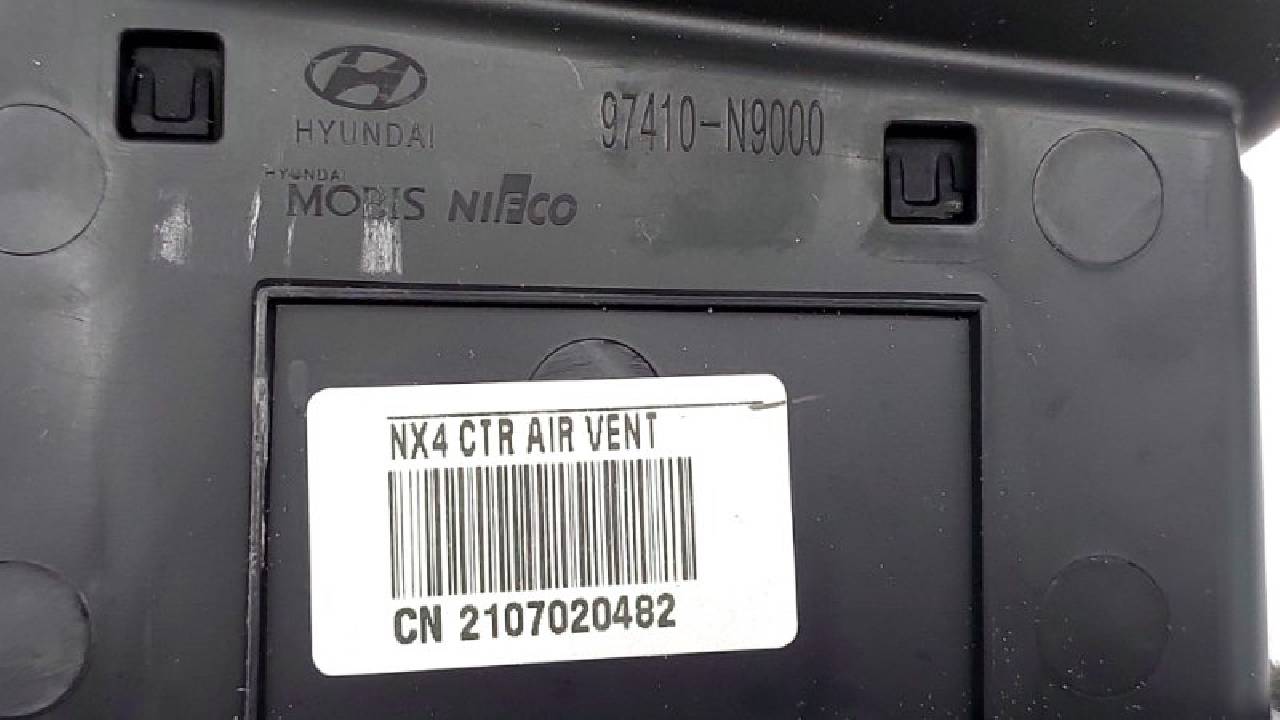 HYUNDAI
97410-N9000
HYUNDAI
MOBIS NIFCO
NX4 CTR AIR VENT
CN 2107020482